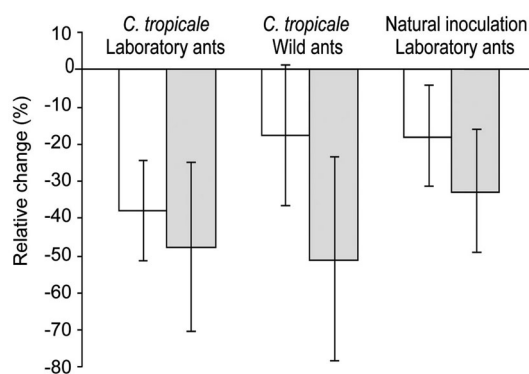 C. tropicale
Laboratory ants
C. tropicale
Wild ants
Natural inoculation
Laboratory ants
Relative change (%)
10
0
-10
-20
-30
-40
-50
-60
-70
-80